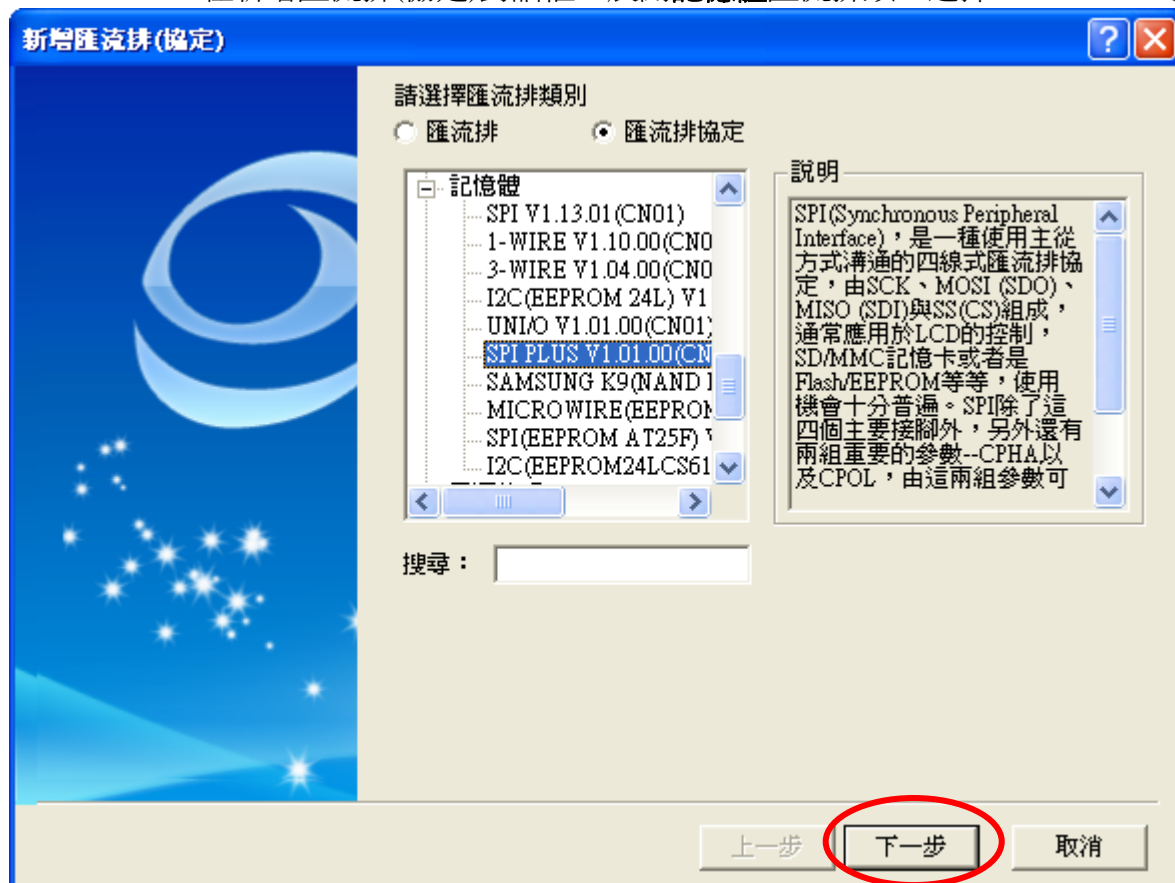 新增匯流排(協定)
請選擇匯流排類別
匯流排
匯流排協定
記憶體
SPI V1.13.01(CN01)
1-WIRE V1.10.00(CN0
3-WIRE V1.04.00(CN0
I2C(EEPROM 24L) V1
UNI/O V1.01.00(CN01)
SPI PLUS V1.01.00(CN
SAMSUNG K9(NAND
MICROWIRE(EEPROM
SPI(EEPROM AT25F)
I2C(EEPROM24LCS61
說明
SPI(Synchronous Peripheral
Interface),是一種使用主從
方式溝通的四線式匯流排協
定,由SCK、MOSI (SDO)、
MISO (SDI)與SS(CS)組成,
通常應用於LCD的控制,
SD/MMC記憶卡或者是
Flash/EEPROM等等,使用
機會十分普遍。SPI除了這
四個主要接腳外,另外還有
兩組重要的參數--CPHA以
及CPOL,由這兩組參數可
搜尋:
上一步
下一步
取消